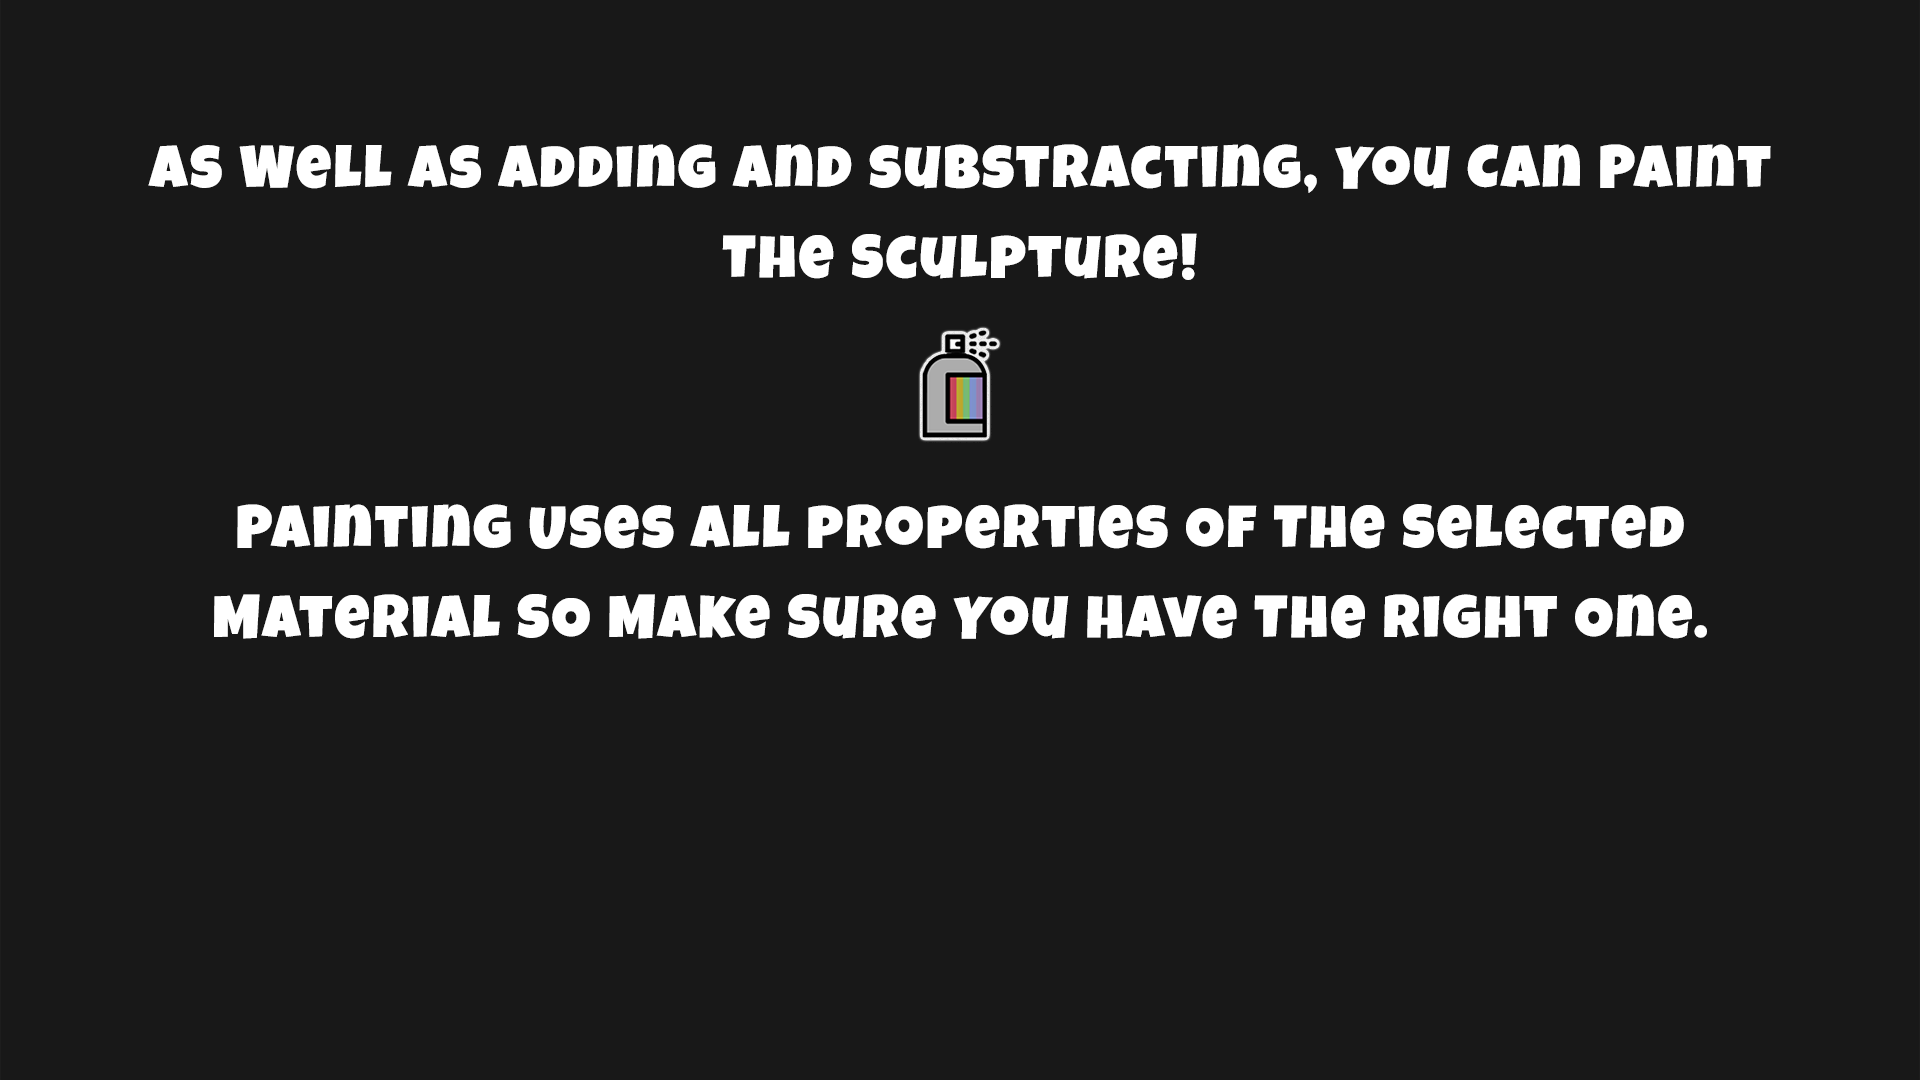 As well as adding and substracting, you can paint
the sculpture!
Painting uses all properties of the selected
material so make sure you have the right one.